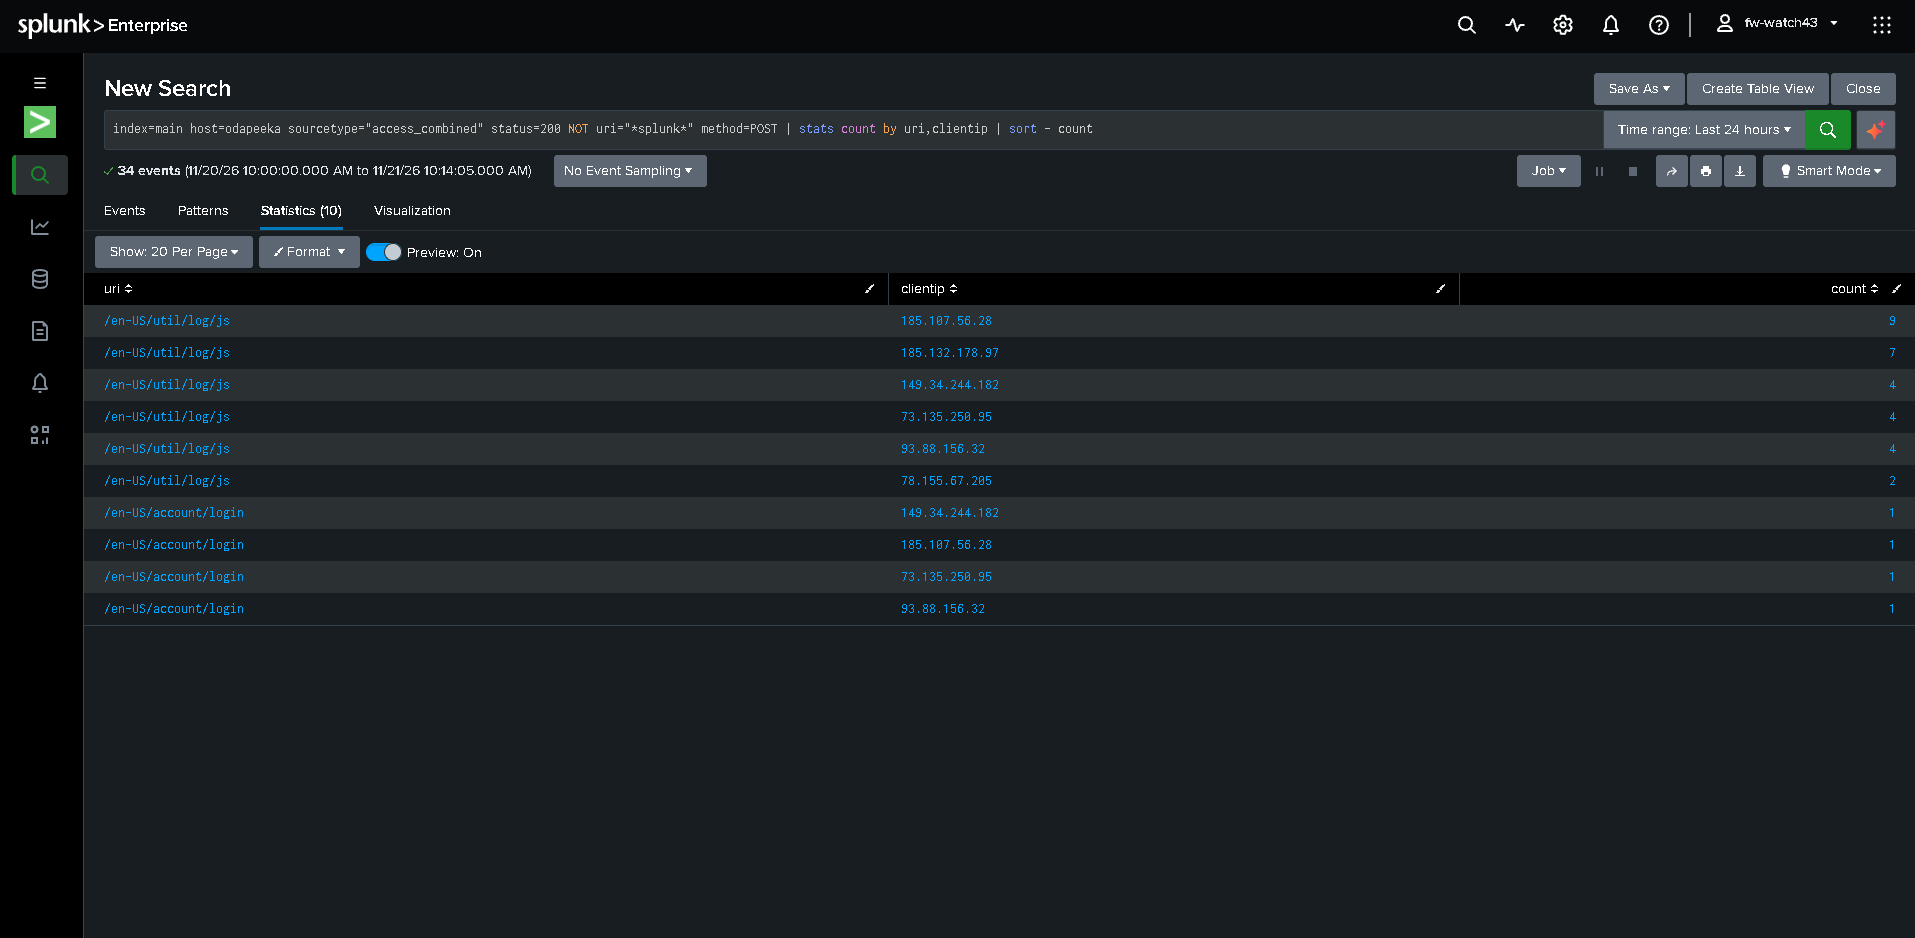 splunk>Enterprise
fw-watch43
New Search
Save As
Create Table View
Close
index=main host=odapeeka sourcetype="access_combined" status=200 NOT uri="*splunk*" method=POST | stats count by uri,clientip | sort - count
Time range: Last 24 hours
34 events (11/20/26 10:00:00.000 AM to 11/21/26 10:14:05.000 AM)
No Event Sampling
Job
Smart Mode
Events
Patterns
Statistics (10)
Visualization
Show: 20 Per Page
Format
Preview: On
uri clientip count
/en-US/util/log/js 185.107.56.28 9
/en-US/util/log/js 185.132.178.97 7
/en-US/util/log/js 149.34.244.182 4
/en-US/util/log/js 73.135.250.95 4
/en-US/util/log/js 93.88.156.32 4
/en-US/util/log/js 78.155.67.205 2
/en-US/account/login 149.34.244.182 1
/en-US/account/login 185.107.56.28 1
/en-US/account/login 73.135.250.95 1
/en-US/account/login 93.88.156.32 1